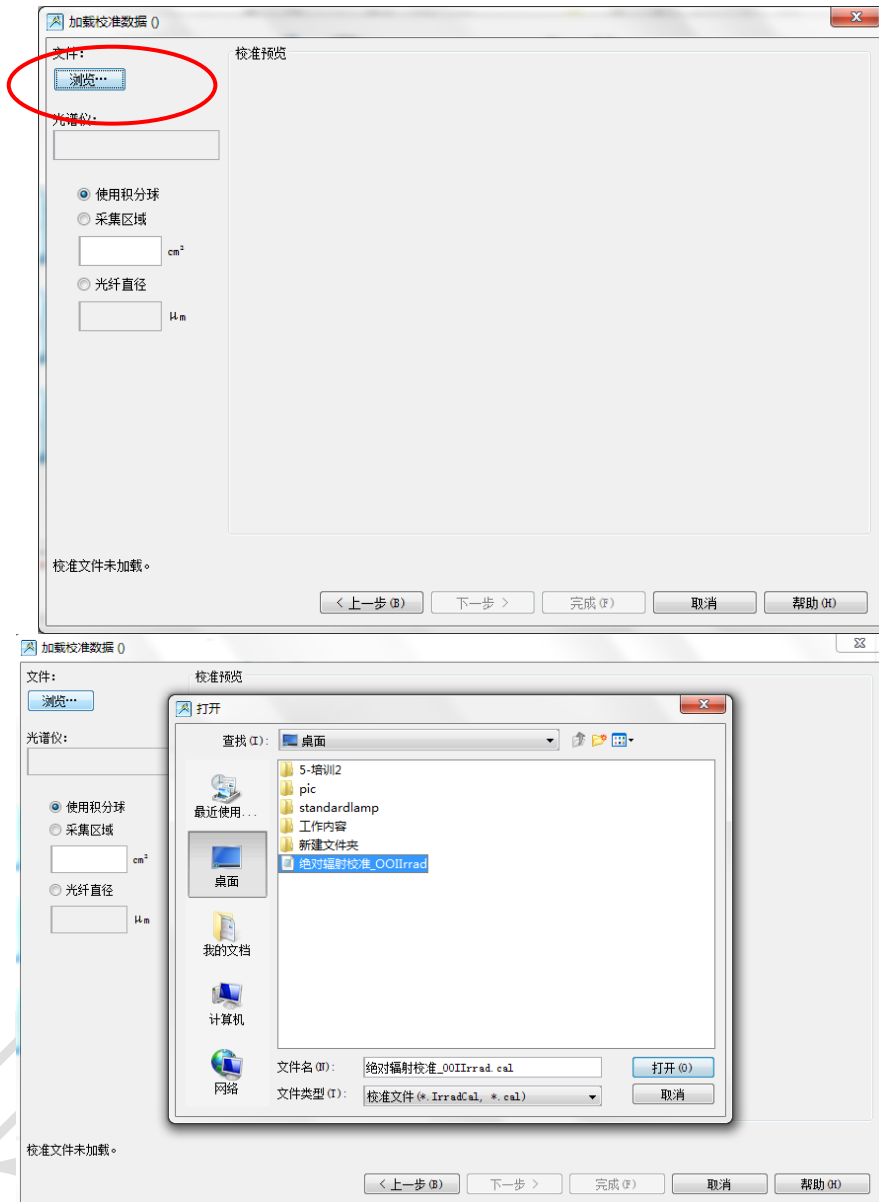 加载校准数据 ()
文件:
浏览…
光谱仪:
使用积分球
采集区域
cm²
光纤直径
μm
校准预览
校准文件未加载。
< 上一步(B)
下一步 >
完成(F)
取消
帮助(H)
加载校准数据 ()
文件:
浏览…
光谱仪:
使用积分球
采集区域
cm²
光纤直径
μm
校准预览
打开
查找(I):
桌面
最近使用...
桌面
我的文档
计算机
网络
5-培训2
pic
standardlamp
工作内容
新建文件夹
绝对辐射校准_OOIIrrad
文件名(N):
绝对辐射校准_OOIIrrad.cal
打开(O)
文件类型(T):
校准文件(*.IrradCal, *.cal)
取消
校准文件未加载。
< 上一步(B)
下一步 >
完成(F)
取消
帮助(H)